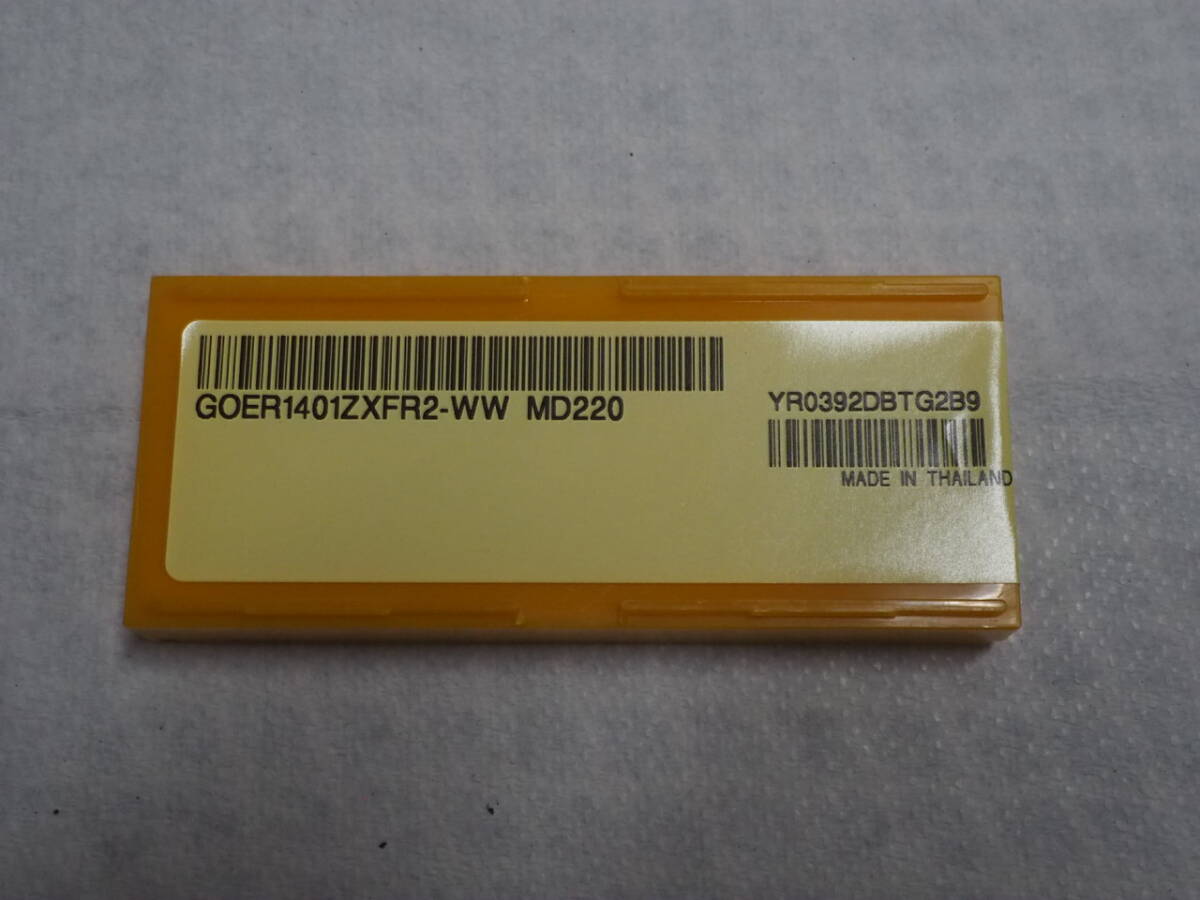 GOER1401ZXFR2-WW MD220
YR0392DBTG2B9
MADE IN THAILAND